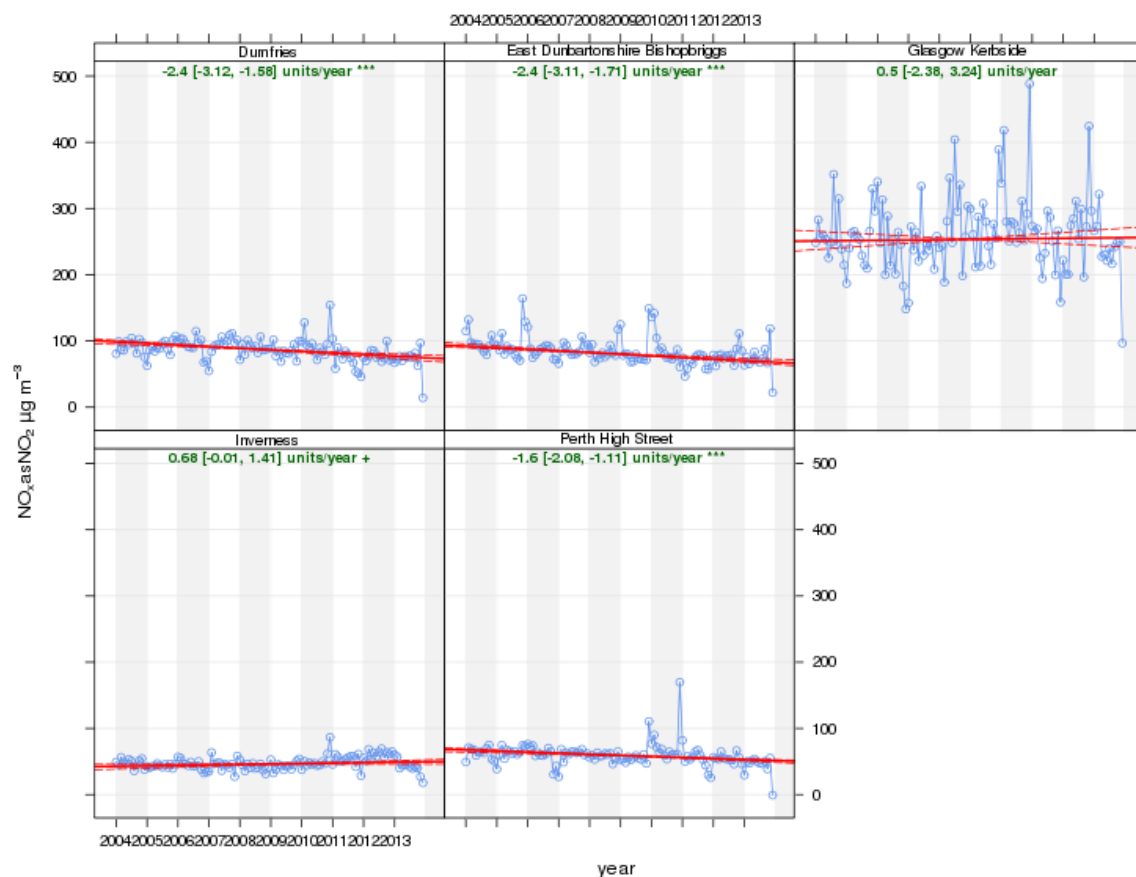 2004200520062007200820092010201120122013
Dumfries
East Dunbartonshire Bishopbriggs
Glasgow Kerbside
-2.4 [-3.12, -1.58] units/year ***
-2.4 [-3.11, -1.71] units/year ***
0.5 [-2.38, 3.24] units/year
500
400
300
200
100
0
Inverness
Perth High Street
0.68 [-0.01, 1.41] units/year +
-1.6 [-2.08, -1.11] units/year ***
500
400
300
200
100
0
NOₓasNO₂ µg m⁻³
2004200520062007200820092010201120122013
year